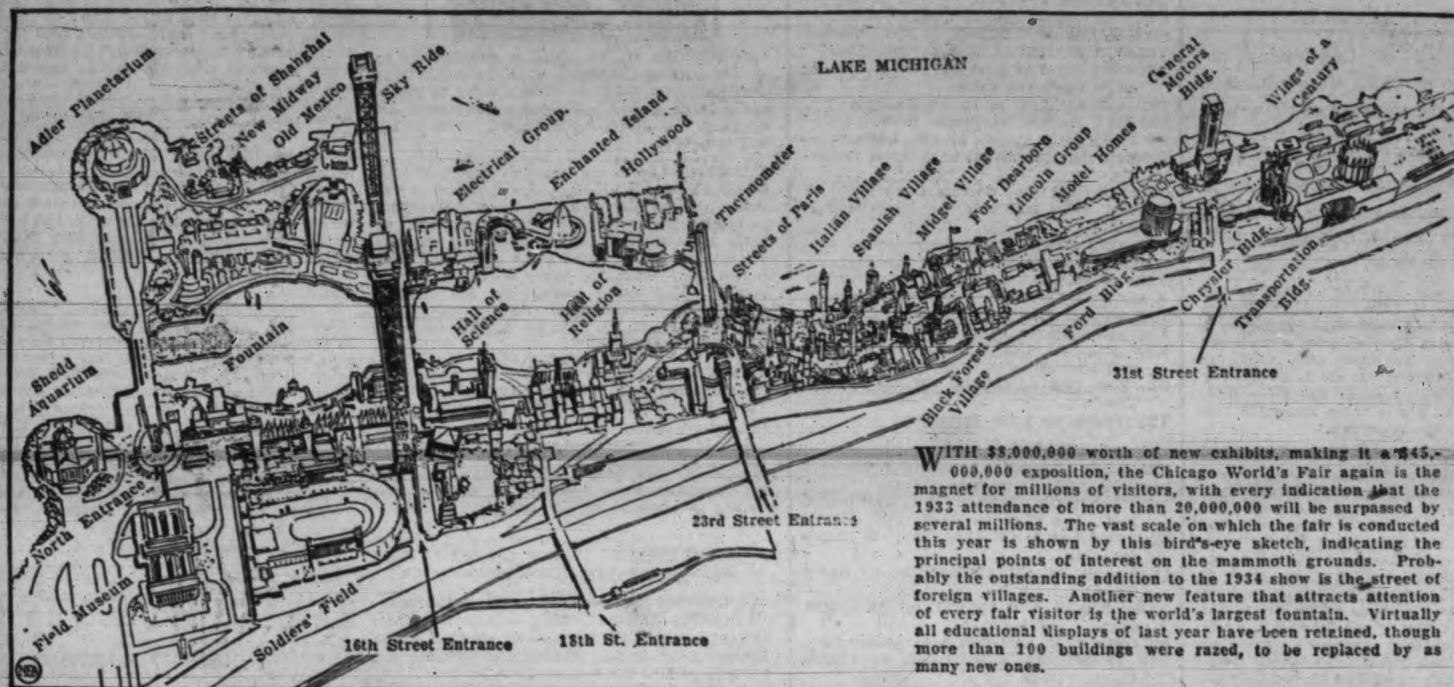 LAKE MICHIGAN
Adler Planetarium
Streets of Shanghai
New Midway
Old Mexico
Sky Ride
Electrical Group.
Enchanted Island
Hollywood
Thermometer
Streets of Paris
Italian Village
Spanish Village
Midget Village
Fort Dearborn
Lincoln Group
Model Homes
General
Motors
Bldg.
Wings of a
Century
Shedd
Aquarium
Fountain
Hall of
Science
Hall of
Religion
Black Forest
Village
Ford Bldg.
Chrysler Bldg.
Transportation
Bldg.
31st Street Entrance
North Entrance
Field Museum
Soldiers' Field
16th Street Entrance
18th St. Entrance
23rd Street Entrance
NEA
WITH $8,000,000 worth of new exhibits, making it a $45,-
000,000 exposition, the Chicago World's Fair again is the
magnet for millions of visitors, with every indication that the
1933 attendance of more than 20,000,000 will be surpassed by
several millions. The vast scale on which the fair is conducted
this year is shown by this bird's-eye sketch, indicating the
principal points of interest on the mammoth grounds. Prob-
ably the outstanding addition to the 1934 show is the street of
foreign villages. Another new feature that attracts attention
of every fair visitor is the world's largest fountain. Virtually
all educational displays of last year have been retained, though
more than 100 buildings were razed, to be replaced by as
many new ones.